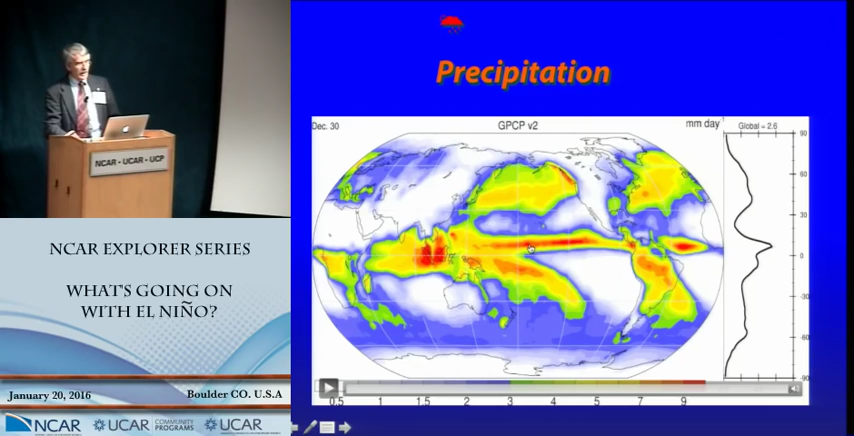 Precipitation
Dec. 30 GPCP v2 mm day⁻¹ Global = 2.6
90
60
30
0
-30
-60
-90
0.5 1 1.5 2 3 4 5 7 9
NCAR - UCAR - UCP
NCAR EXPLORER SERIES
WHAT'S GOING ON
WITH EL NIÑO?
January 20, 2016 Boulder CO. U.S.A
NCAR UCAR COMMUNITY PROGRAMS UCAR